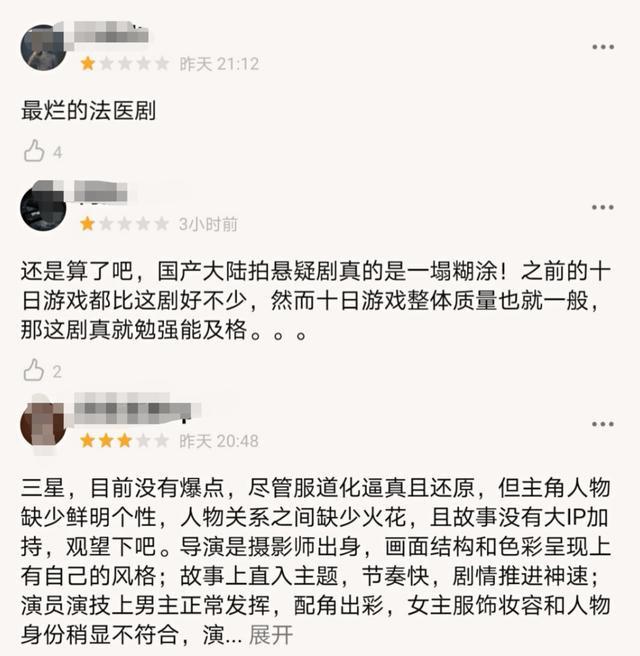 昨天 21:12
最烂的法医剧
4
3小时前
还是算了吧，国产大陆拍悬疑剧真的是一塌糊涂！之前的十
日游戏都比这剧好不少，然而十日游戏整体质量也就一般，
那这剧真就勉强能及格。。。
2
昨天 20:48
三星，目前没有爆点，尽管服道化逼真且还原，但主角人物
缺少鲜明个性，人物关系之间缺少火花，且故事没有大IP加
持，观望下吧。导演是摄影师出身，画面结构和色彩呈现上
有自己的风格；故事上直入主题，节奏快，剧情推进神速；
演员演技上男主正常发挥，配角出彩，女主服饰妆容和人物
身份稍显不符合，演... 展开